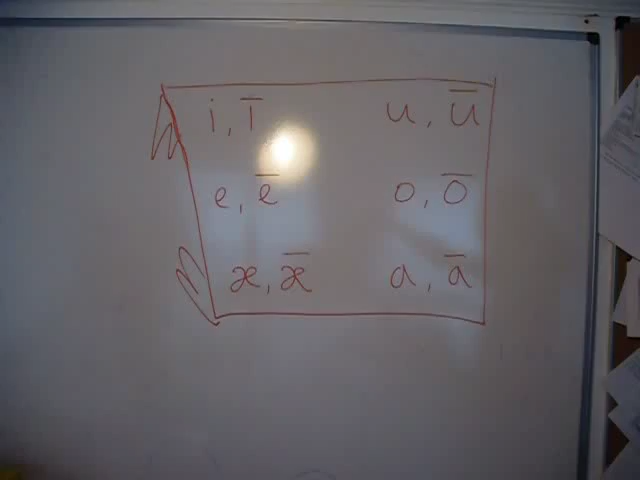 i, ī u, ū
e, ē o, ō
æ, ǣ a, ā